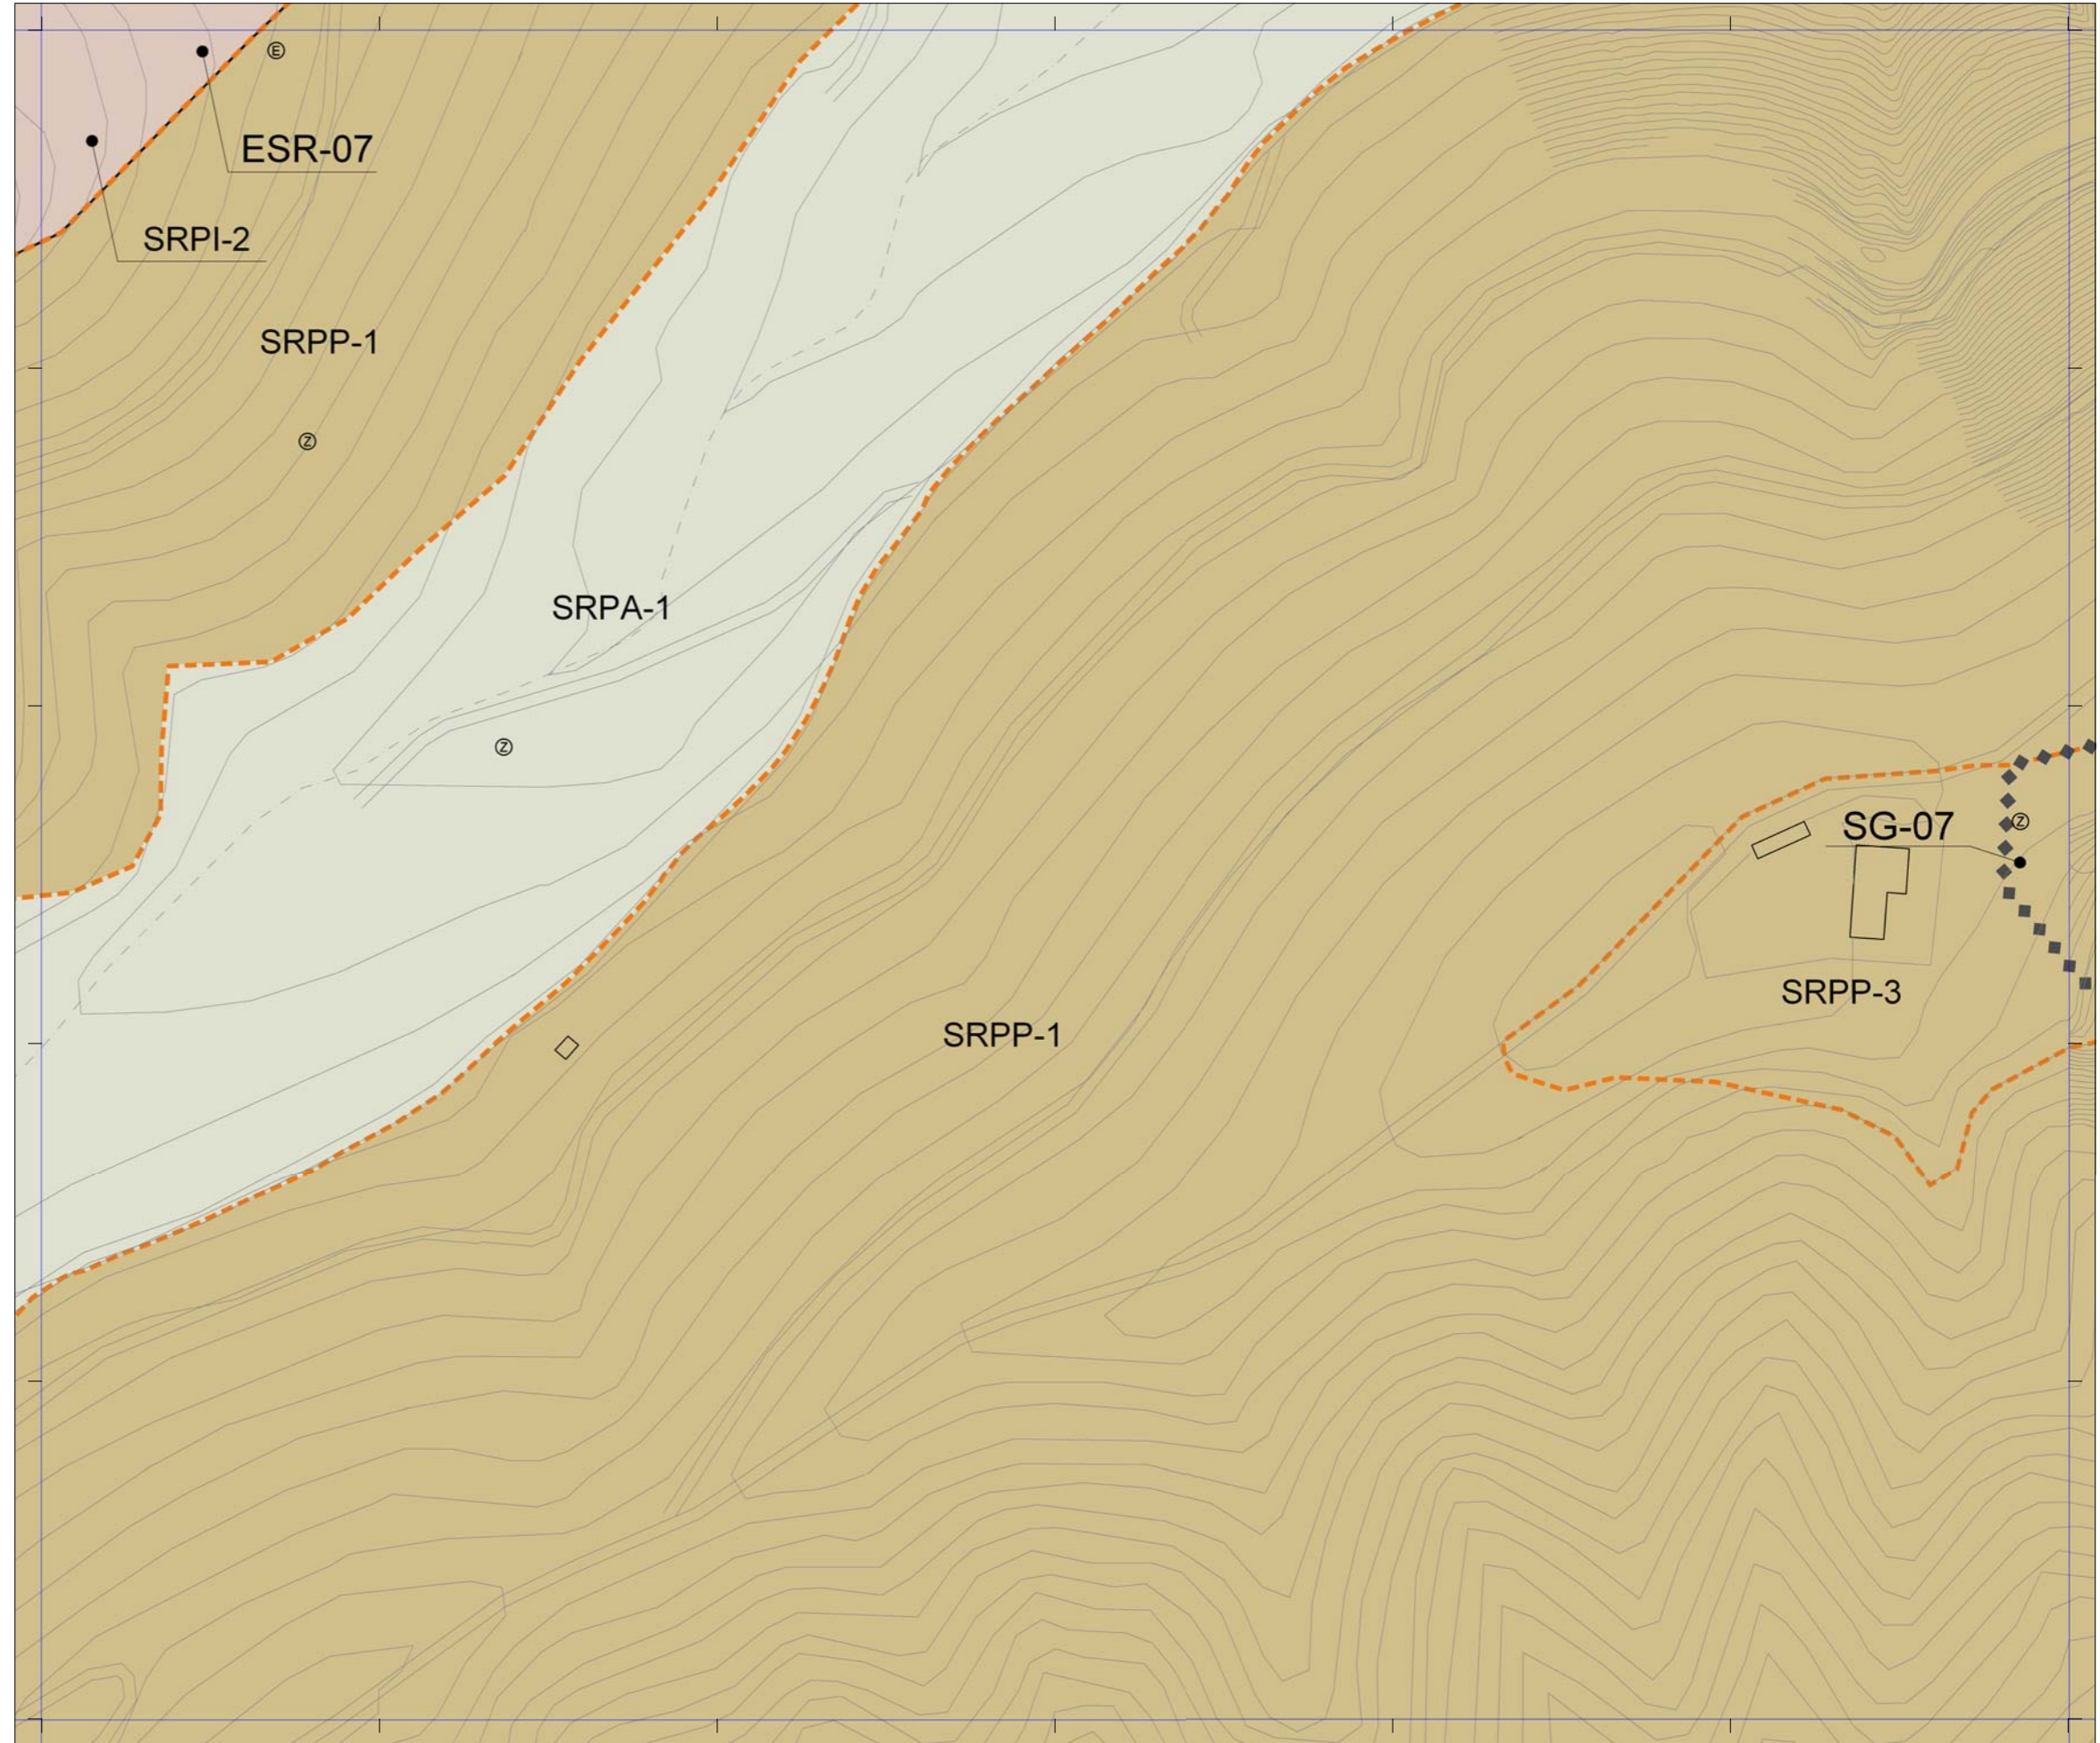 Ⓔ
ESR-07
SRPI-2
SRPP-1
Ⓩ
SRPA-1
Ⓩ
SG-07
Ⓩ
SRPP-3
SRPP-1